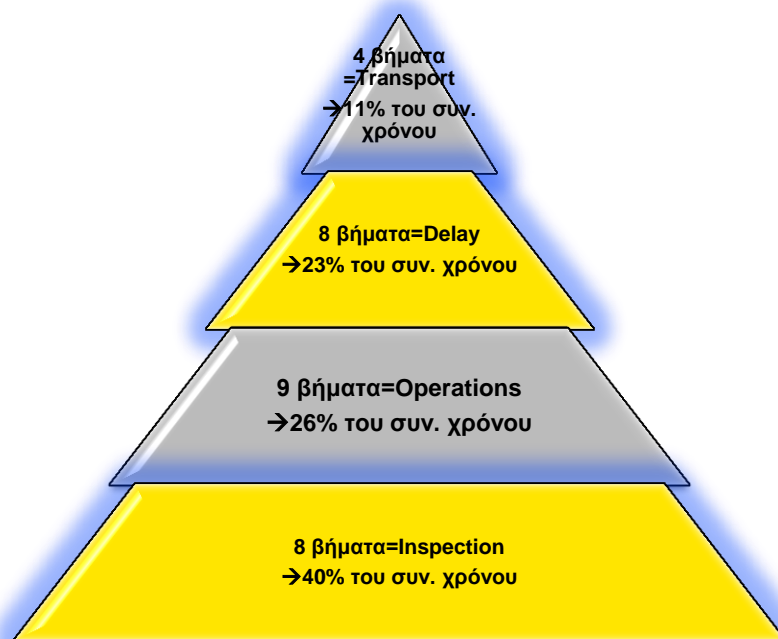 4 βήματα
=Transport
→11% του συν.
χρόνου
8 βήματα=Delay
→23% του συν. χρόνου
9 βήματα=Operations
→26% του συν. χρόνου
8 βήματα=Inspection
→40% του συν. χρόνου